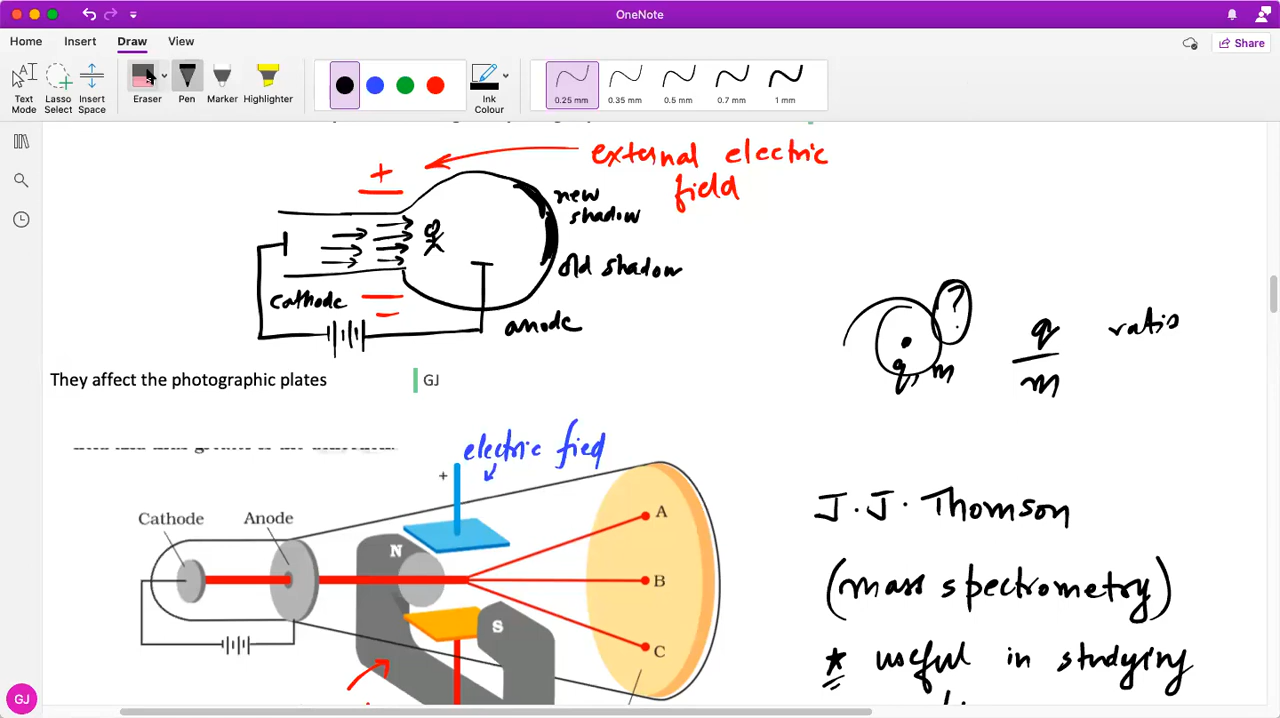 OneNote
Home Insert Draw View
Share
Text Mode
Lasso Select
Insert Space
Eraser
Pen
Marker
Highlighter
Ink Colour
0.25 mm 0.35 mm 0.5 mm 0.7 mm 1 mm
+
external electric
field
new
shadow
old shadow
cathode
anode
?
q, m
q
m
ratio
They affect the photographic plates
GJ
electric fied
+
Cathode
Anode
N
S
A
B
C
J.J. Thomson
(mass spectrometry)
* useful in studying
GJ